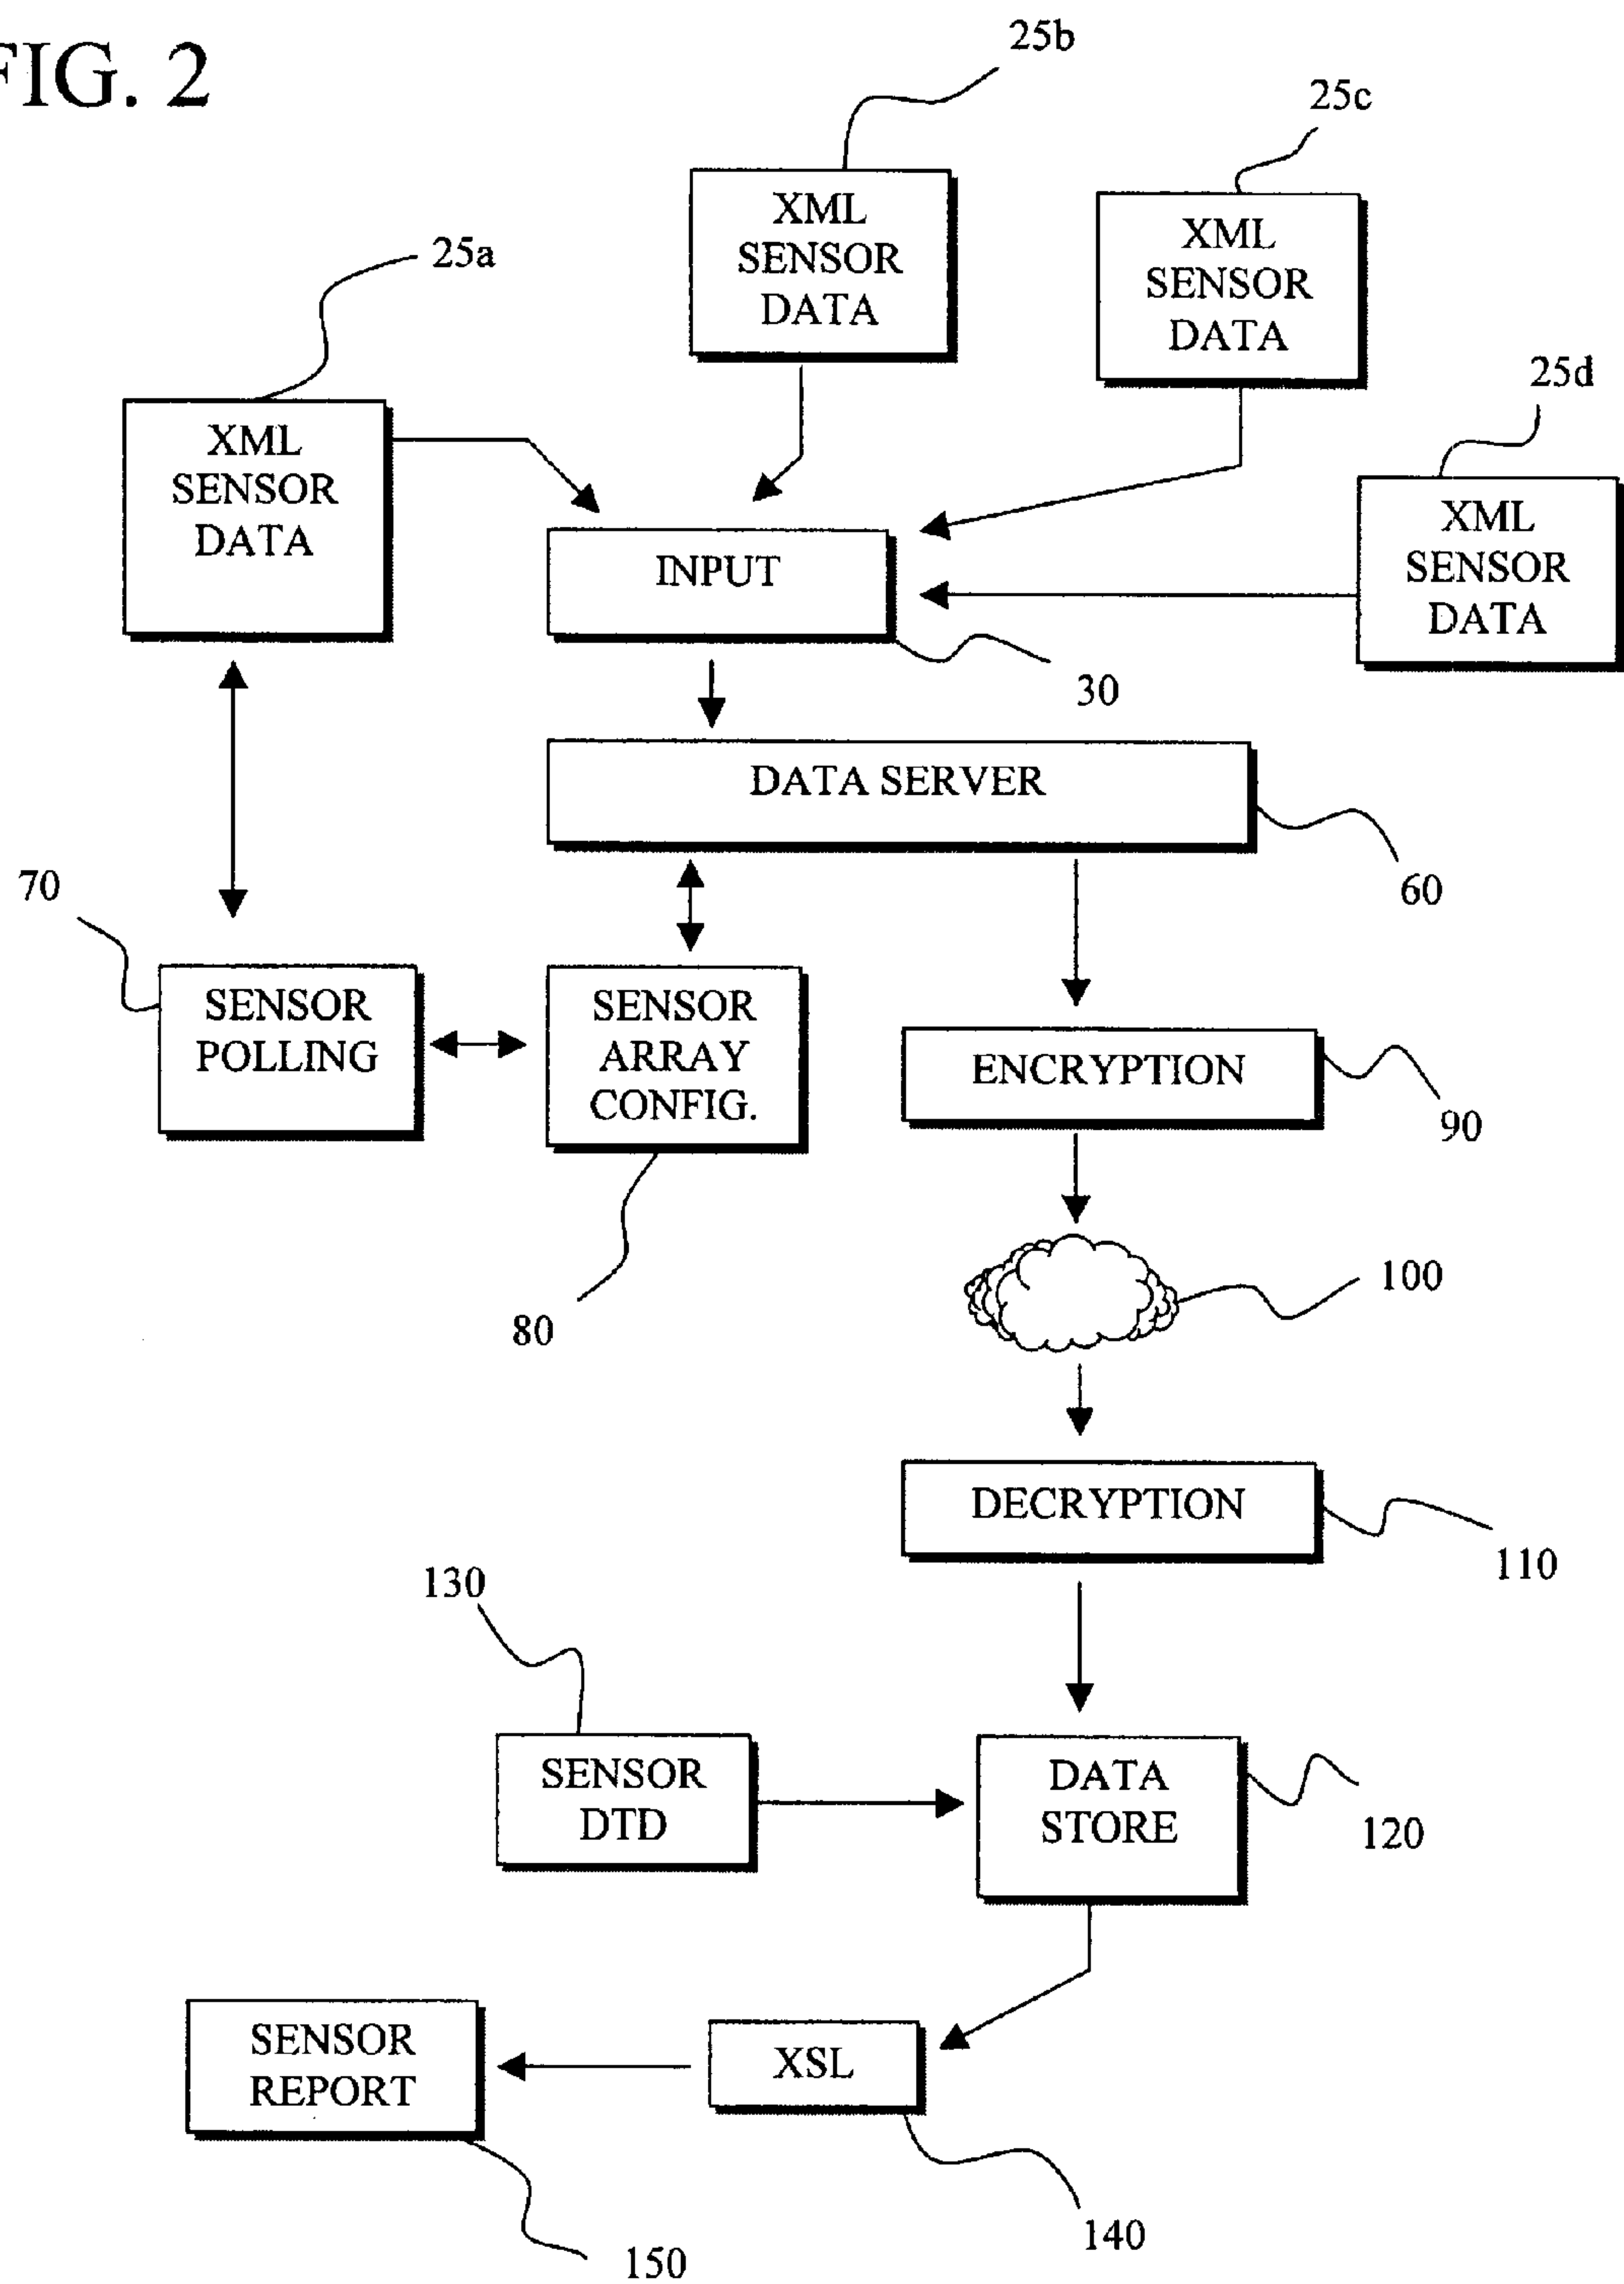 FIG. 2
25b
25c
XML
SENSOR
DATA
XML
SENSOR
DATA
25a
25d
XML
SENSOR
DATA
XML
SENSOR
DATA
INPUT
30
DATA SERVER
60
70
SENSOR
POLLING
SENSOR
ARRAY
CONFIG.
ENCRYPTION
90
80
100
DECRYPTION
110
130
SENSOR
DTD
DATA
STORE
120
SENSOR
REPORT
XSL
140
150